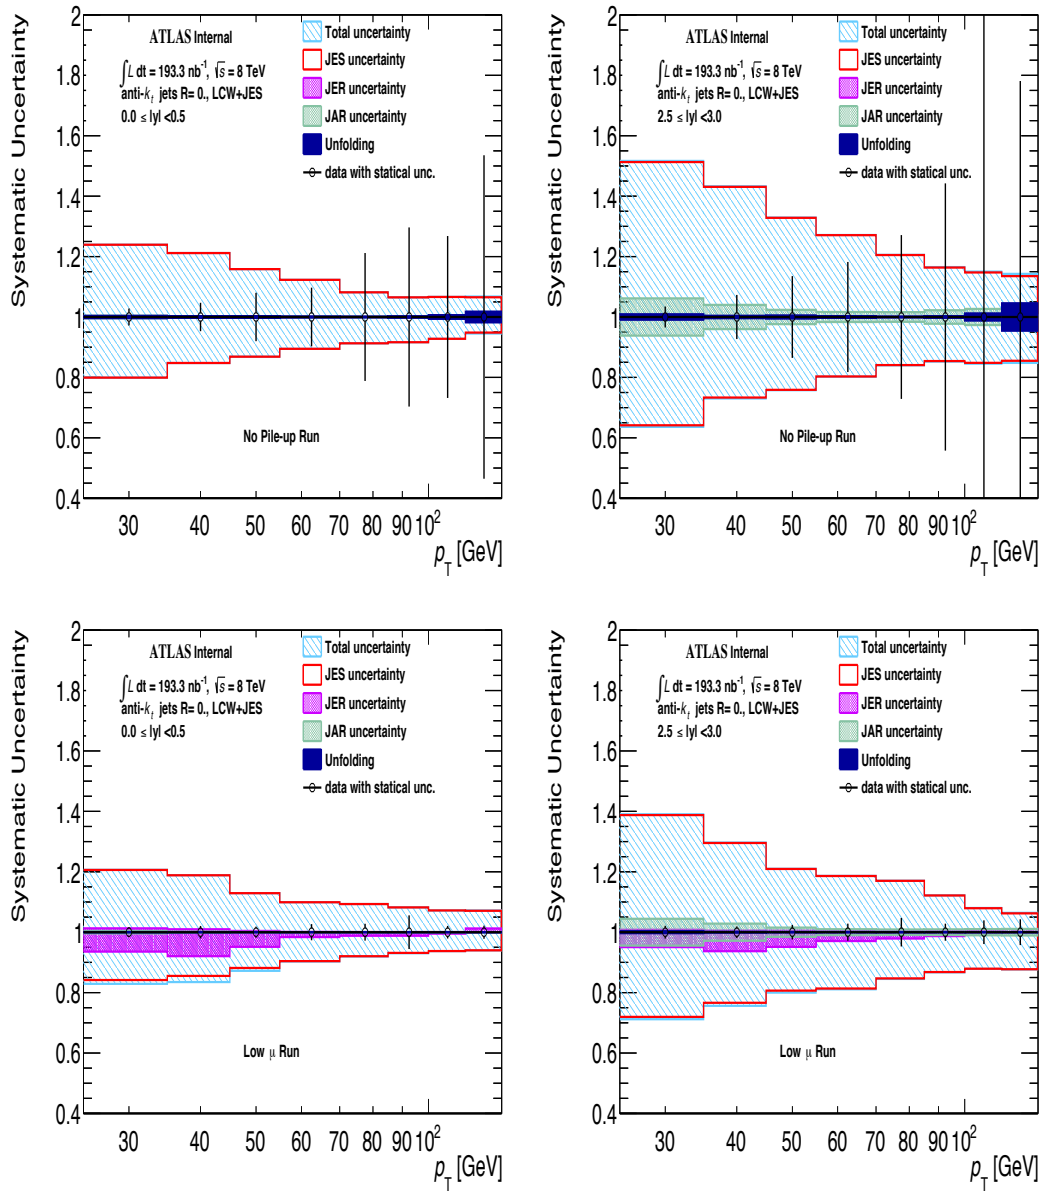 Systematic Uncertainty
2
1.8
1.6
1.4
1.2
1
0.8
0.6
0.4
ATLAS Internal
∫L dt = 193.3 nb⁻¹, √s = 8 TeV
anti-kₜ jets R= 0., LCW+JES
0.0 ≤ |y| <0.5
Total uncertainty
JES uncertainty
JER uncertainty
JAR uncertainty
Unfolding
data with statical unc.
No Pile-up Run
30 40 50 60 70 80 90 10²
p_T [GeV]
Systematic Uncertainty
2
1.8
1.6
1.4
1.2
1
0.8
0.6
0.4
ATLAS Internal
∫L dt = 193.3 nb⁻¹, √s = 8 TeV
anti-kₜ jets R= 0., LCW+JES
2.5 ≤ |y| <3.0
Total uncertainty
JES uncertainty
JER uncertainty
JAR uncertainty
Unfolding
data with statical unc.
No Pile-up Run
30 40 50 60 70 80 90 10²
p_T [GeV]
Systematic Uncertainty
2
1.8
1.6
1.4
1.2
1
0.8
0.6
0.4
ATLAS Internal
∫L dt = 193.3 nb⁻¹, √s = 8 TeV
anti-kₜ jets R= 0., LCW+JES
0.0 ≤ |y| <0.5
Total uncertainty
JES uncertainty
JER uncertainty
JAR uncertainty
Unfolding
data with statical unc.
Low μ Run
30 40 50 60 70 80 90 10²
p_T [GeV]
Systematic Uncertainty
2
1.8
1.6
1.4
1.2
1
0.8
0.6
0.4
ATLAS Internal
∫L dt = 193.3 nb⁻¹, √s = 8 TeV
anti-kₜ jets R= 0., LCW+JES
2.5 ≤ |y| <3.0
Total uncertainty
JES uncertainty
JER uncertainty
JAR uncertainty
Unfolding
data with statical unc.
Low μ Run
30 40 50 60 70 80 90 10²
p_T [GeV]